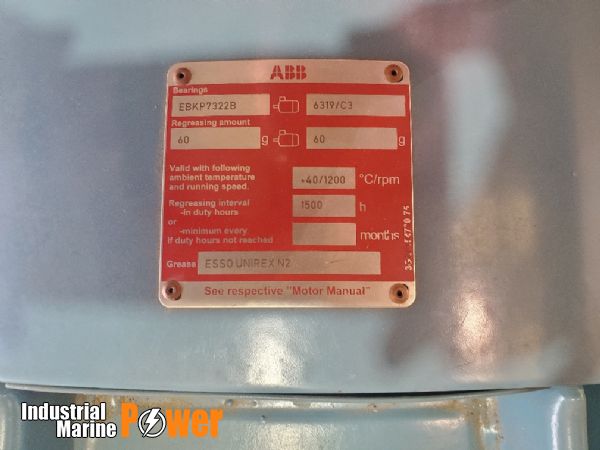 ABB
Bearings
EBKP7322B 6319/C3
Regreasing amount
60 g 60 g
Valid with following
ambient temperature
and running speed.
+40/1200 °C/rpm
Regreasing interval
-in duty hours
1500 h
or
-minimum every
if duty hours not reached
months
Grease ESSO UNIREX N2
See respective "Motor Manual"
Industrial
Marine Power